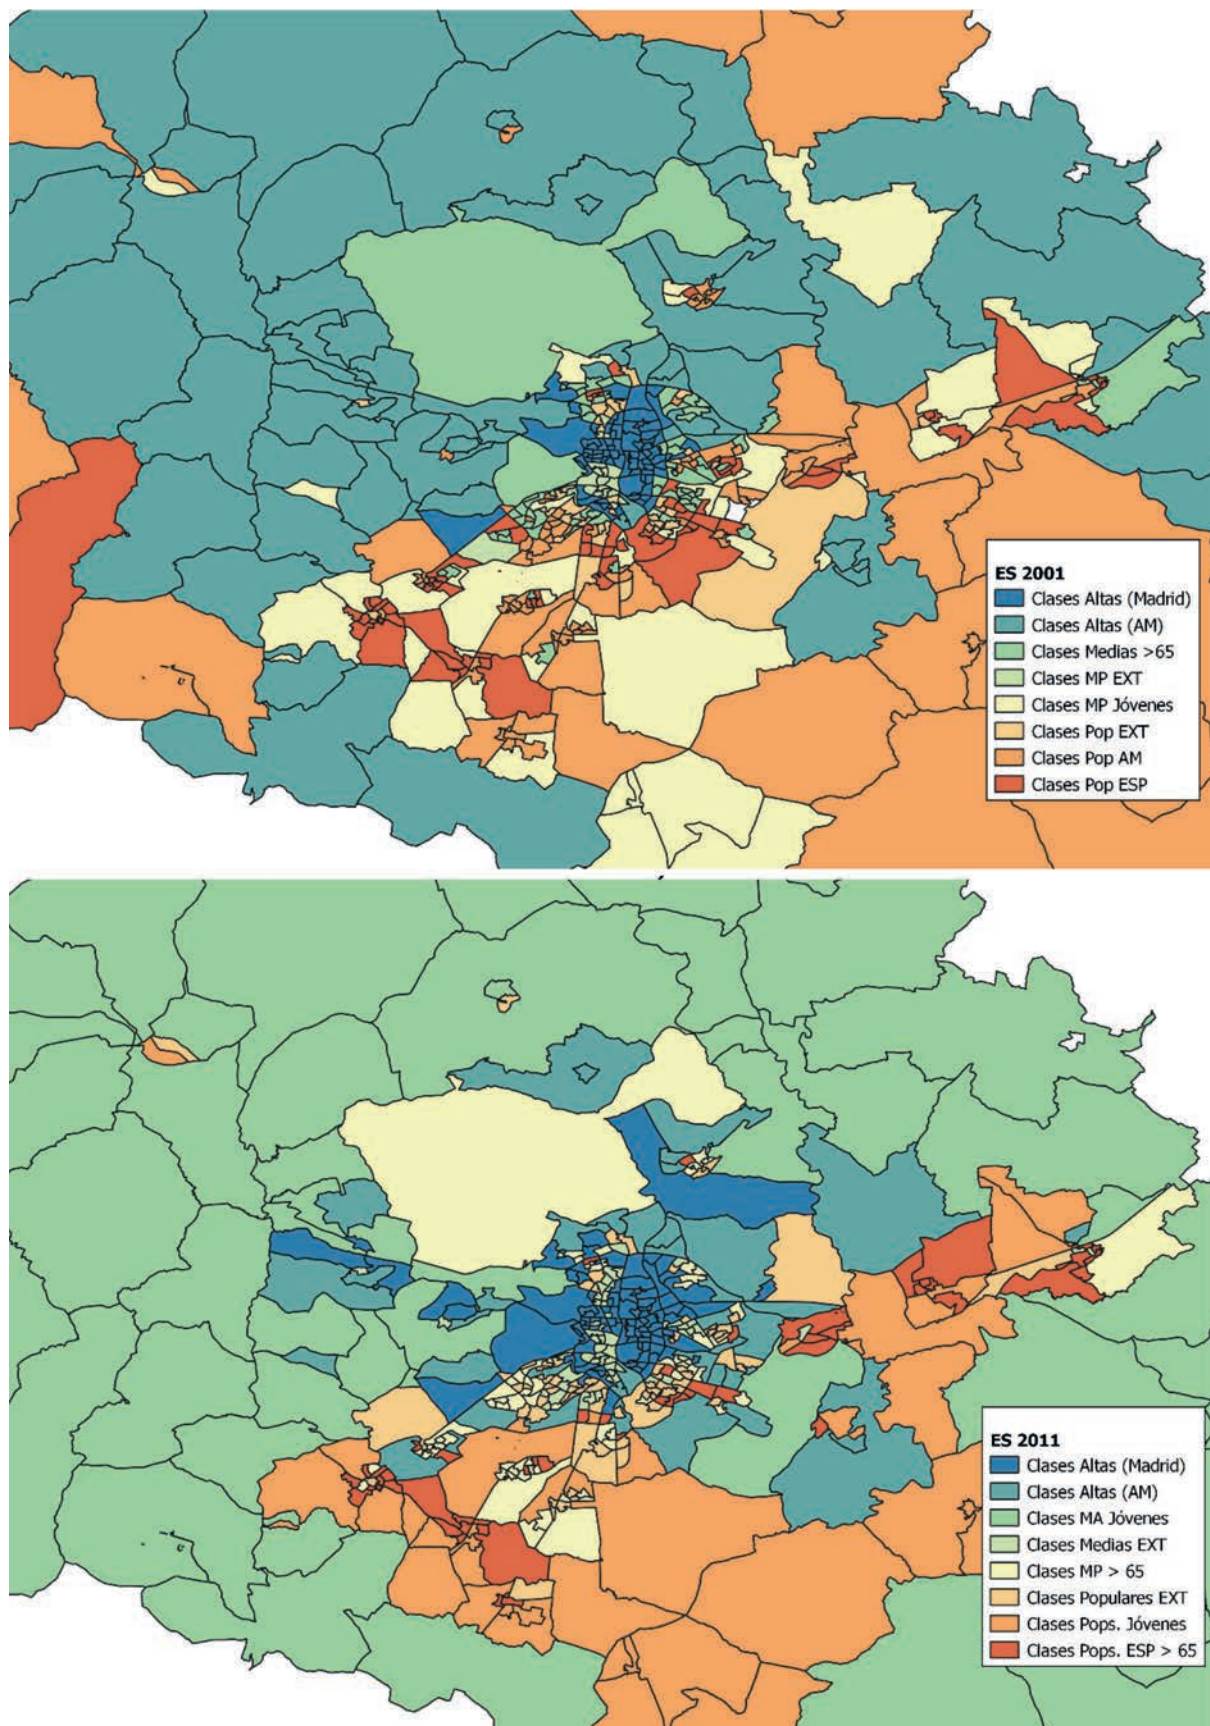 ES 2001
Clases Altas (Madrid)
Clases Altas (AM)
Clases Medias >65
Clases MP EXT
Clases MP Jóvenes
Clases Pop EXT
Clases Pop AM
Clases Pop ESP
ES 2011
Clases Altas (Madrid)
Clases Altas (AM)
Clases MA Jóvenes
Clases Medias EXT
Clases MP > 65
Clases Populares EXT
Clases Pops. Jóvenes
Clases Pops. ESP > 65